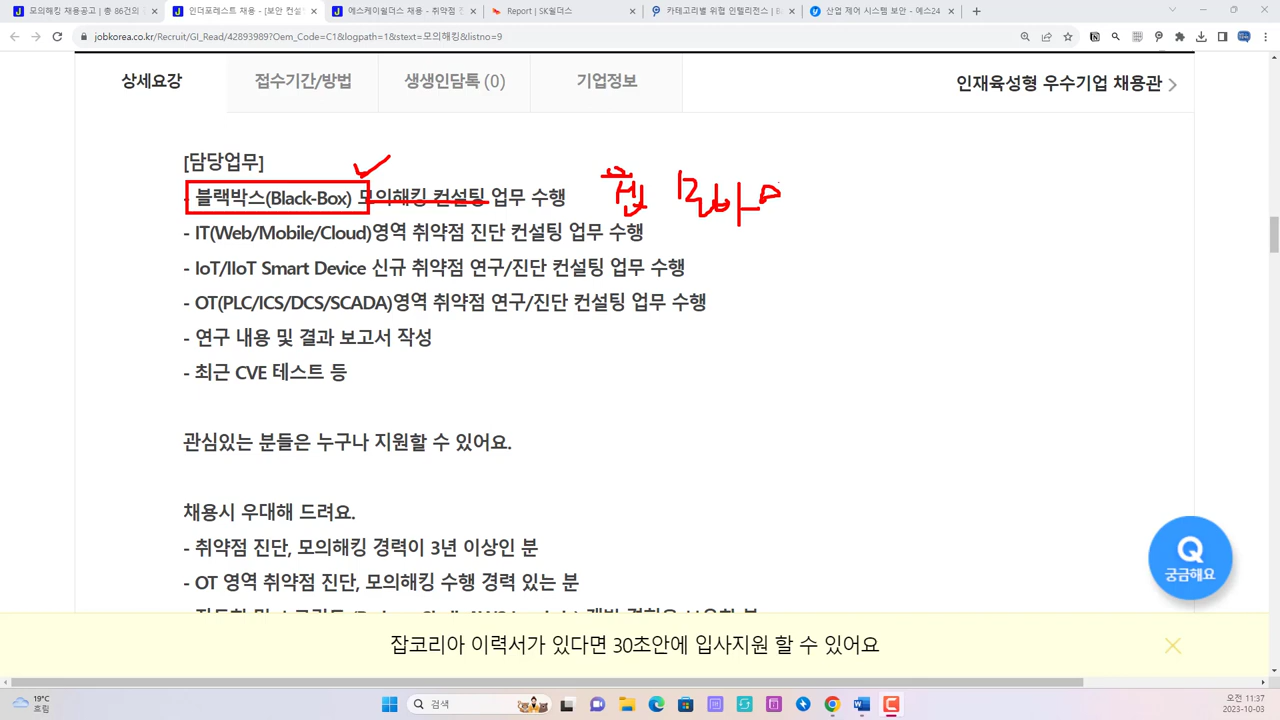 모의해킹 채용공고 | 총 86건의
인더포레스트 채용 - [보안 컨설
에스케이쉴더스 채용 - 취약점 진
Report | SK쉴더스
카테고리별 위협 인텔리전스 | B
산업 제어 시스템 보안 - 예스24
jobkorea.co.kr/Recruit/GI_Read/42893989?Oem_Code=C1&logpath=1&stext=모의해킹&listno=9
상세요강
접수기간/방법
생생인담톡 (0)
기업정보
인재육성형 우수기업 채용관
[담당업무]
- 블랙박스(Black-Box) 모의해킹 컨설팅 업무 수행
웹
- IT(Web/Mobile/Cloud)영역 취약점 진단 컨설팅 업무 수행
- IoT/IIoT Smart Device 신규 취약점 연구/진단 컨설팅 업무 수행
- OT(PLC/ICS/DCS/SCADA)영역 취약점 연구/진단 컨설팅 업무 수행
- 연구 내용 및 결과 보고서 작성
- 최근 CVE 테스트 등
관심있는 분들은 누구나 지원할 수 있어요.
채용시 우대해 드려요.
- 취약점 진단, 모의해킹 경력이 3년 이상인 분
- OT 영역 취약점 진단, 모의해킹 수행 경력 있는 분
Q
궁금해요
잡코리아 이력서가 있다면 30초안에 입사지원 할 수 있어요
19°C
흐림
검색
오전 11:37
2023-10-03